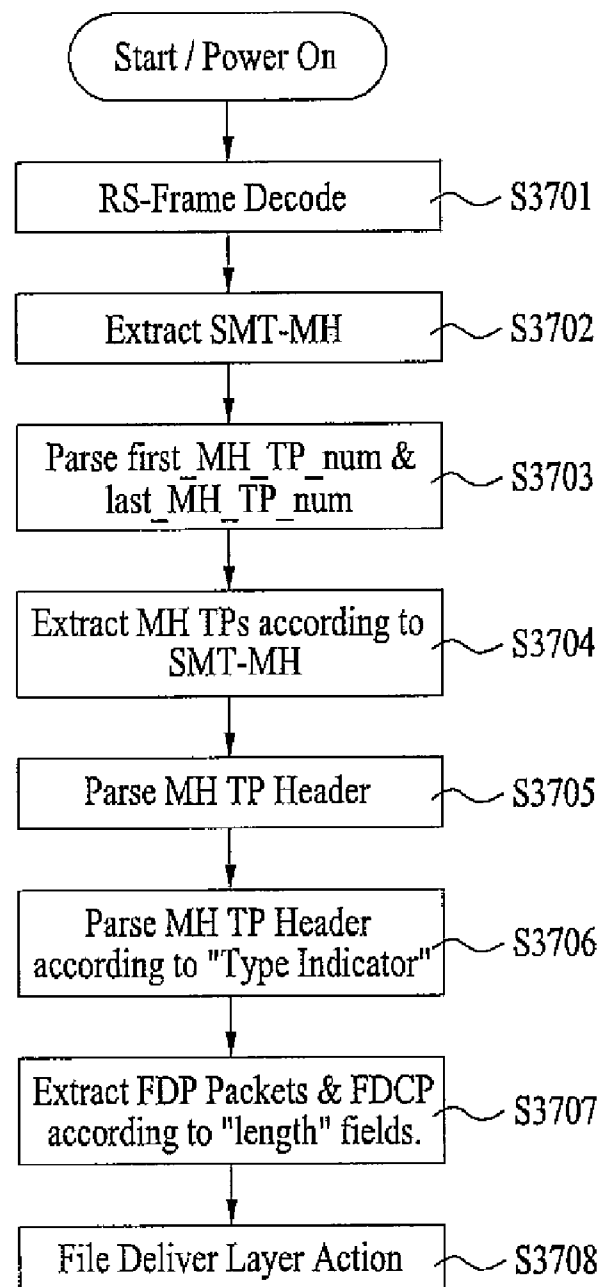 Start / Power On
RS-Frame Decode
S3701
Extract SMT-MH
S3702
Parse first_MH_TP_num &
last_MH_TP_num
S3703
Extract MH TPs according to
SMT-MH
S3704
Parse MH TP Header
S3705
Parse MH TP Header
according to "Type Indicator"
S3706
Extract FDP Packets & FDCP
according to "length" fields.
S3707
File Deliver Layer Action
S3708